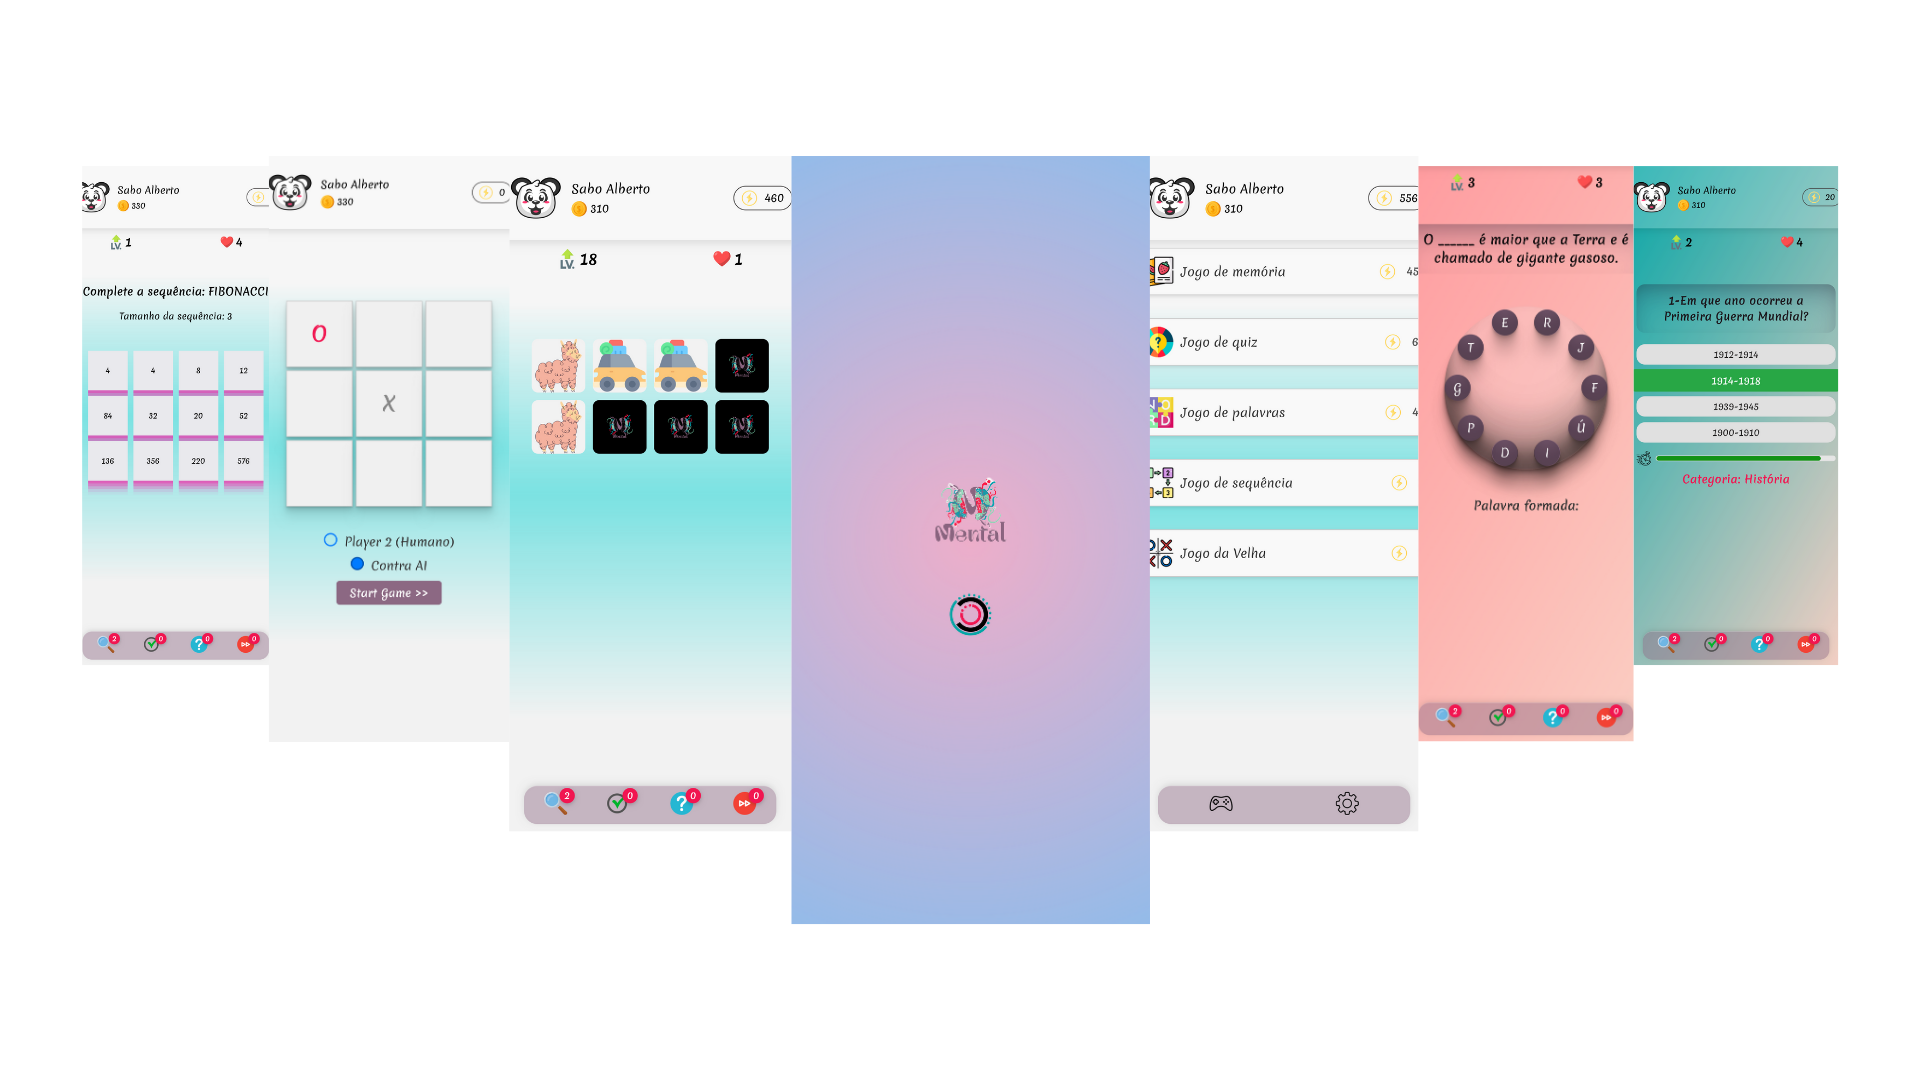 Sabo Alberto
330
LV. 1
4
Complete a sequência: FIBONACCI
Tamanho da sequência: 3
4 4 8 12
84 32 20 52
136 356 220 576
2 0 0 0
Sabo Alberto
330
0
O
X
Player 2 (Humano)
Contra AI
Start Game >>
Sabo Alberto
310
460
LV. 18
1
2 0 ? 0 0
Mental
Sabo Alberto
310
556
Jogo de memória 45
Jogo de quiz 6
Jogo de palavras 4
Jogo de sequência
Jogo da Velha
LV. 3
3
O ______ é maior que a Terra e é
chamado de gigante gasoso.
E R
T J
G F
P Ú
D I
Palavra formada:
2 0 ? 0 0
Sabo Alberto
310
20
LV. 2
4
1-Em que ano ocorreu a
Primeira Guerra Mundial?
1912-1914
1914-1918
1939-1945
1900-1910
Categoria: História
2 0 ? 0 0